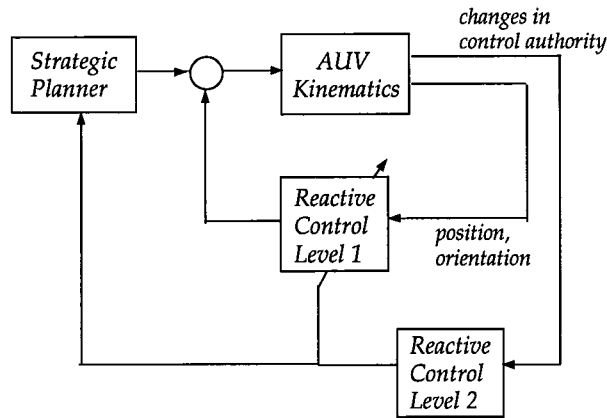 changes in
control authority
Strategic
Planner
AUV
Kinematics
Reactive
Control
Level 1
position,
orientation
Reactive
Control
Level 2